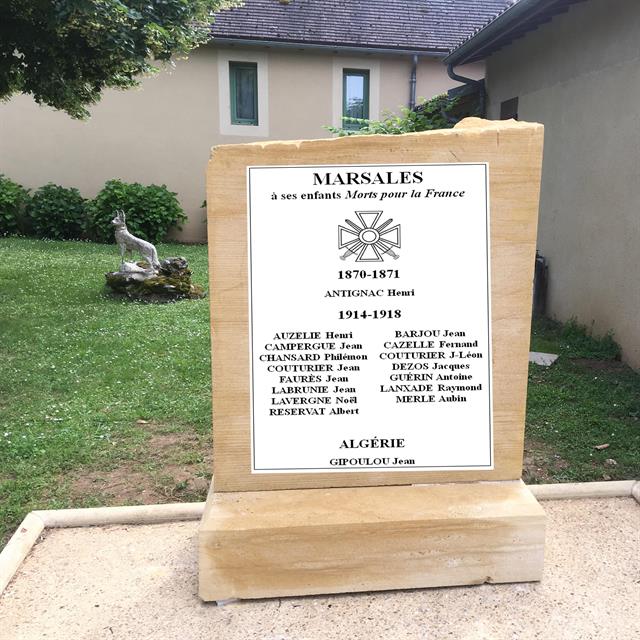 MARSALES
à ses enfants Morts pour la France
1870-1871
ANTIGNAC Henri
1914-1918
AUZELIE Henri
CAMPERGUE Jean
CHANSARD Philémon
COUTURIER Jean
FAURÈS Jean
LABRUNIE Jean
LAVERGNE Noël
RESERVAT Albert
BARJOU Jean
CAZELLE Fernand
COUTURIER J-Léon
DEZOS Jacques
GUÉRIN Antoine
LANXADE Raymond
MERLE Aubin
ALGÉRIE
GIPOULOU Jean